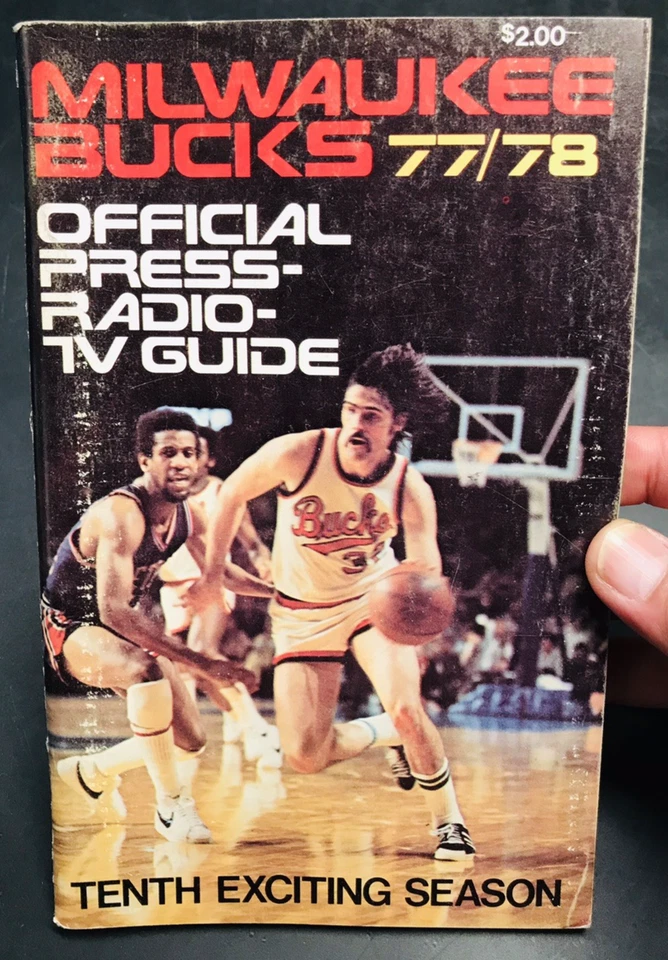 $2.00
MILWAUKEE
BUCKS 77/78
OFFICIAL
PRESS-
RADIO-
TV GUIDE
Bucks
TENTH EXCITING SEASON